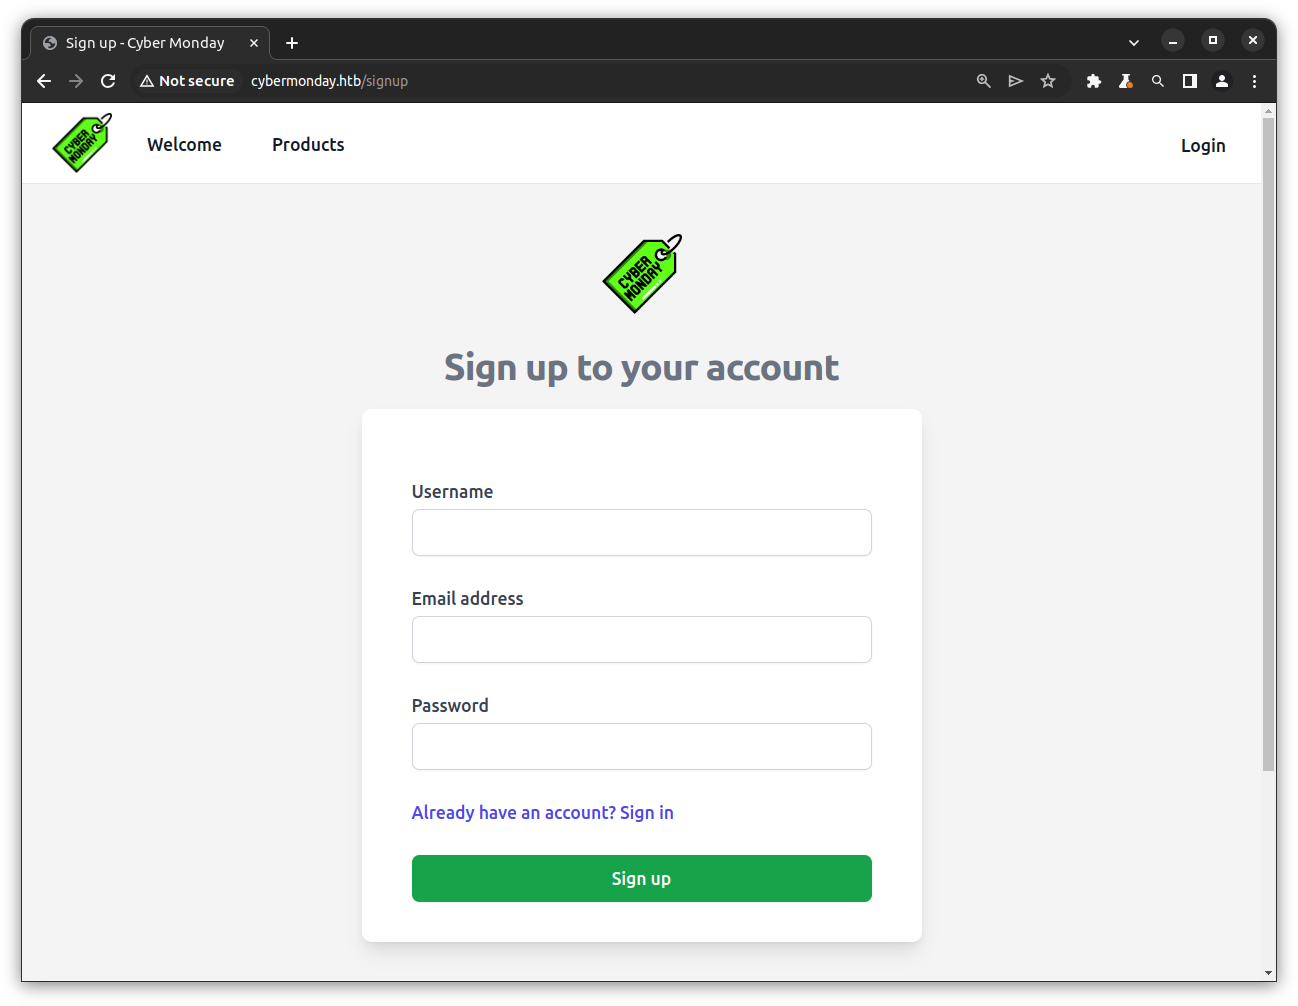 Sign up - Cyber Monday
Not secure
cybermonday.htb/signup
CYBER
MONDAY
Welcome
Products
Login
CYBER
MONDAY
Sign up to your account
Username
Email address
Password
Already have an account? Sign in
Sign up